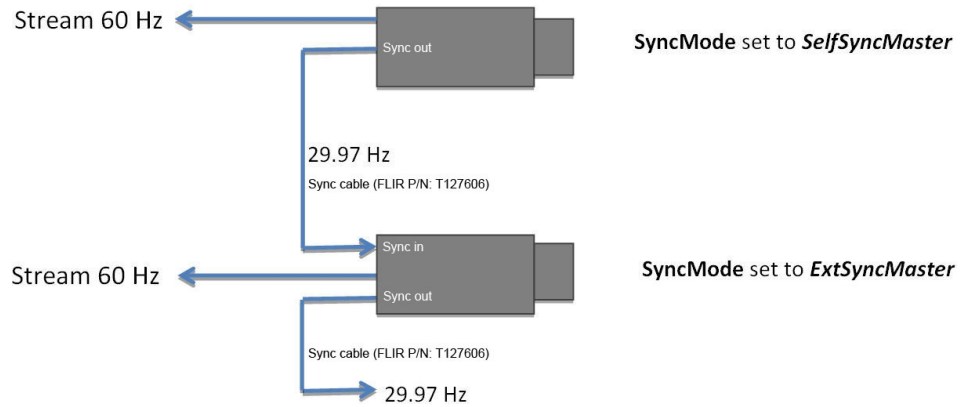 Stream 60 Hz
Sync out
SyncMode set to SelfSyncMaster
29.97 Hz
Sync cable (FLIR P/N: T127606)
Sync in
Stream 60 Hz
SyncMode set to ExtSyncMaster
Sync out
Sync cable (FLIR P/N: T127606)
29.97 Hz